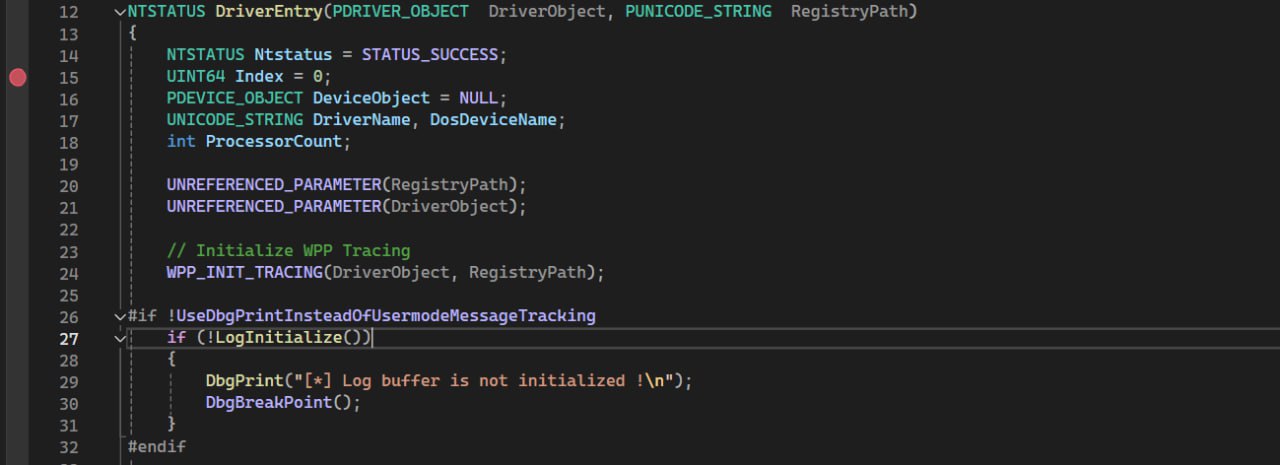 12 NTSTATUS DriverEntry(PDRIVER_OBJECT  DriverObject, PUNICODE_STRING  RegistryPath)
13 {
14     NTSTATUS Ntstatus = STATUS_SUCCESS;
15     UINT64 Index = 0;
16     PDEVICE_OBJECT DeviceObject = NULL;
17     UNICODE_STRING DriverName, DosDeviceName;
18     int ProcessorCount;
19
20     UNREFERENCED_PARAMETER(RegistryPath);
21     UNREFERENCED_PARAMETER(DriverObject);
22
23     // Initialize WPP Tracing
24     WPP_INIT_TRACING(DriverObject, RegistryPath);
25
26 #if !UseDbgPrintInsteadOfUsermodeMessageTracking
27     if (!LogInitialize())
28     {
29         DbgPrint("[*] Log buffer is not initialized !\n");
30         DbgBreakPoint();
31     }
32 #endif